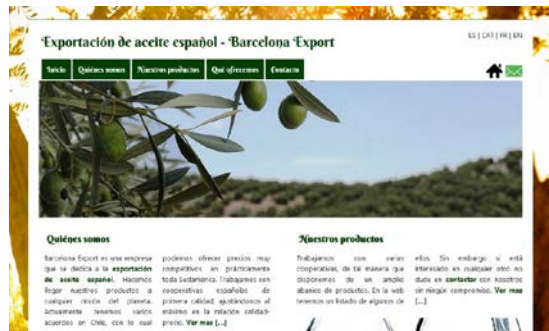 ES | CAT | FR | EN
Exportación de aceite español - Barcelona Export
Inicio Quiénes somos Nuestros productos Qué ofrecemos Contacto
Quiénes somos
Barcelona Export es una empresa
que se dedica a la exportación
de aceite español. Hacemos
llegar nuestros productos a
cualquier rincón del planeta.
Actualmente tenemos varios
acuerdos en Chile, con lo cual
podemos ofrecer precios muy
competitivos en prácticamente
toda Sudamérica. Trabajamos con
cooperativas españolas de
primera calidad, ajustándonos al
máximo en la relación calidad-
precio. Ver mas [...]
Nuestros productos
Trabajamos con varias
cooperativas, de tal manera que
disponemos de un amplio
abanico de productos. En la web
tenemos un listado de algunos de
ellos. Sin embargo si está
interesado en cualquier otro no
dude en contactar con nosotros
sin ningún compromiso. Ver mas
[...]